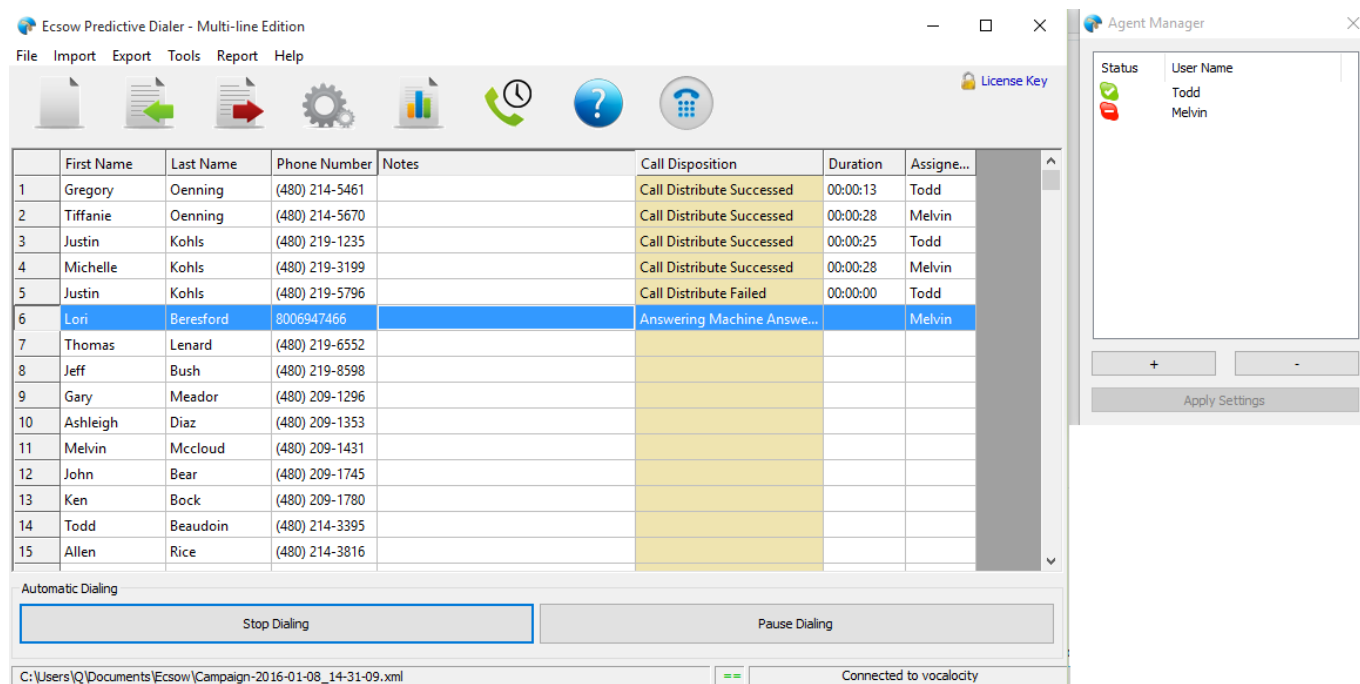 Ecsow Predictive Dialer - Multi-line Edition
File Import Export Tools Report Help
License Key
First Name Last Name Phone Number Notes Call Disposition Duration Assigne...
1 Gregory Oenning (480) 214-5461 Call Distribute Successed 00:00:13 Todd
2 Tiffanie Oenning (480) 214-5670 Call Distribute Successed 00:00:28 Melvin
3 Justin Kohls (480) 219-1235 Call Distribute Successed 00:00:25 Todd
4 Michelle Kohls (480) 219-3199 Call Distribute Successed 00:00:28 Melvin
5 Justin Kohls (480) 219-5796 Call Distribute Failed 00:00:00 Todd
6 Lori Beresford 8006947466 Answering Machine Answe... Melvin
7 Thomas Lenard (480) 219-6552
8 Jeff Bush (480) 219-8598
9 Gary Meador (480) 209-1296
10 Ashleigh Diaz (480) 209-1353
11 Melvin Mccloud (480) 209-1431
12 John Bear (480) 209-1745
13 Ken Bock (480) 209-1780
14 Todd Beaudoin (480) 214-3395
15 Allen Rice (480) 214-3816
Automatic Dialing
Stop Dialing Pause Dialing
C:\Users\Q\Documents\Ecsow\Campaign-2016-01-08_14-31-09.xml == Connected to vocalocity
Agent Manager
Status User Name
Todd
Melvin
+ -
Apply Settings